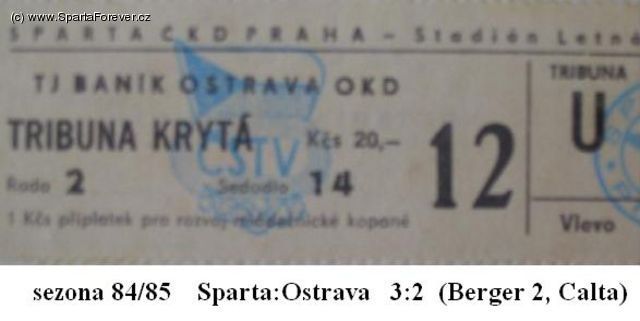 (c) www.SpartaForever.cz
SPARTA ČKD PRAHA – Stadión Letné
TJ BANÍK OSTRAVA OKD
TRIBUNA KRYTÁ Kčs 20,–
Řada 2 Sedadlo 14
12
1 Kčs příplatek pro rozvoj mládežnické kopané
ČSTV
TRIBUNA
U
Vlevo
sezona 84/85 Sparta:Ostrava 3:2 (Berger 2, Calta)